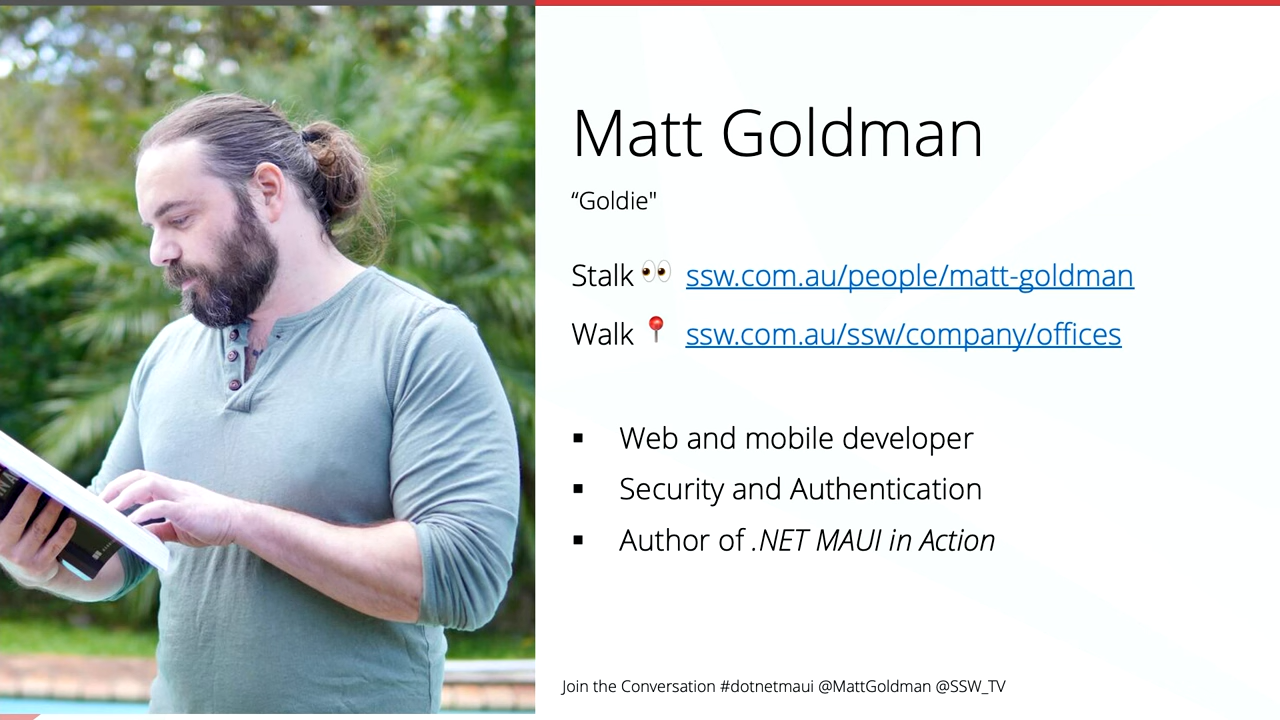 Matt Goldman
“Goldie"
Stalk 👀 ssw.com.au/people/matt-goldman
Walk 📍 ssw.com.au/ssw/company/offices
▪ Web and mobile developer
▪ Security and Authentication
▪ Author of .NET MAUI in Action
Join the Conversation #dotnetmaui @MattGoldman @SSW_TV